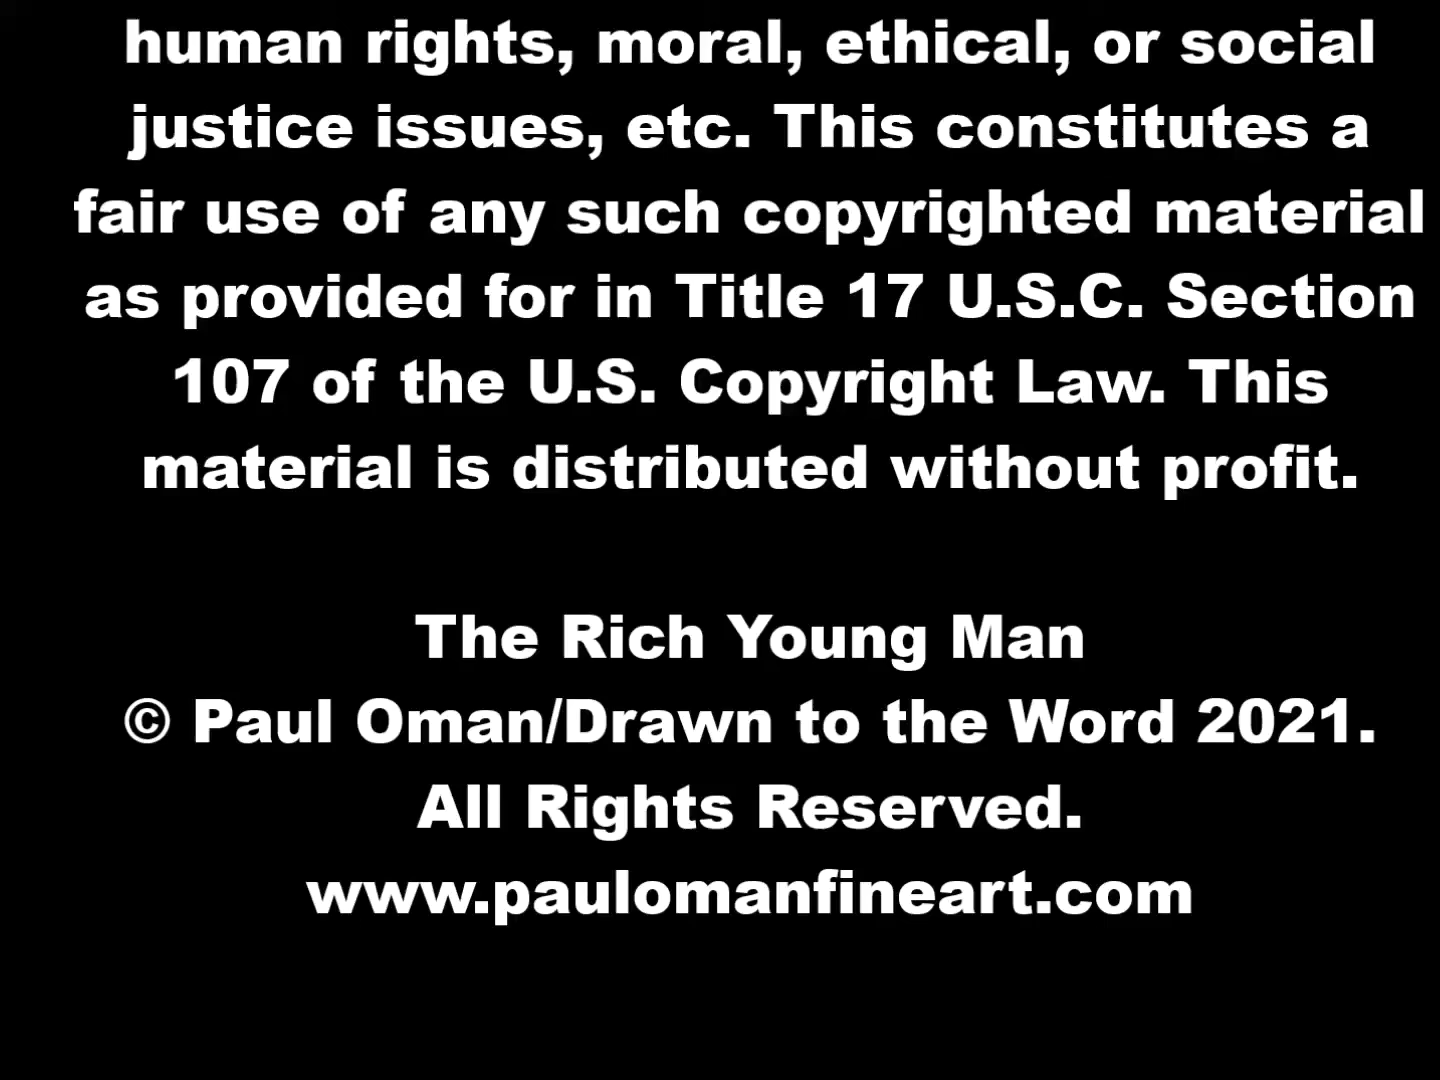 human rights, moral, ethical, or social
justice issues, etc. This constitutes a
fair use of any such copyrighted material
as provided for in Title 17 U.S.C. Section
107 of the U.S. Copyright Law. This
material is distributed without profit.
The Rich Young Man
© Paul Oman/Drawn to the Word 2021.
All Rights Reserved.
www.paulomanfineart.com